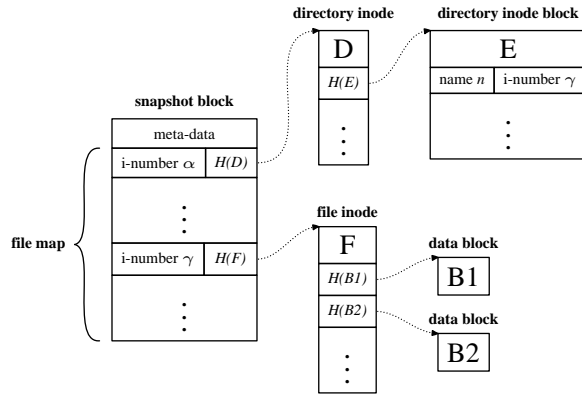 directory inode
directory inode block
D
E
H(E)
name n
i-number γ
snapshot block
meta-data
i-number α
H(D)
file map
i-number γ
H(F)
file inode
F
H(B1)
H(B2)
data block
B1
data block
B2